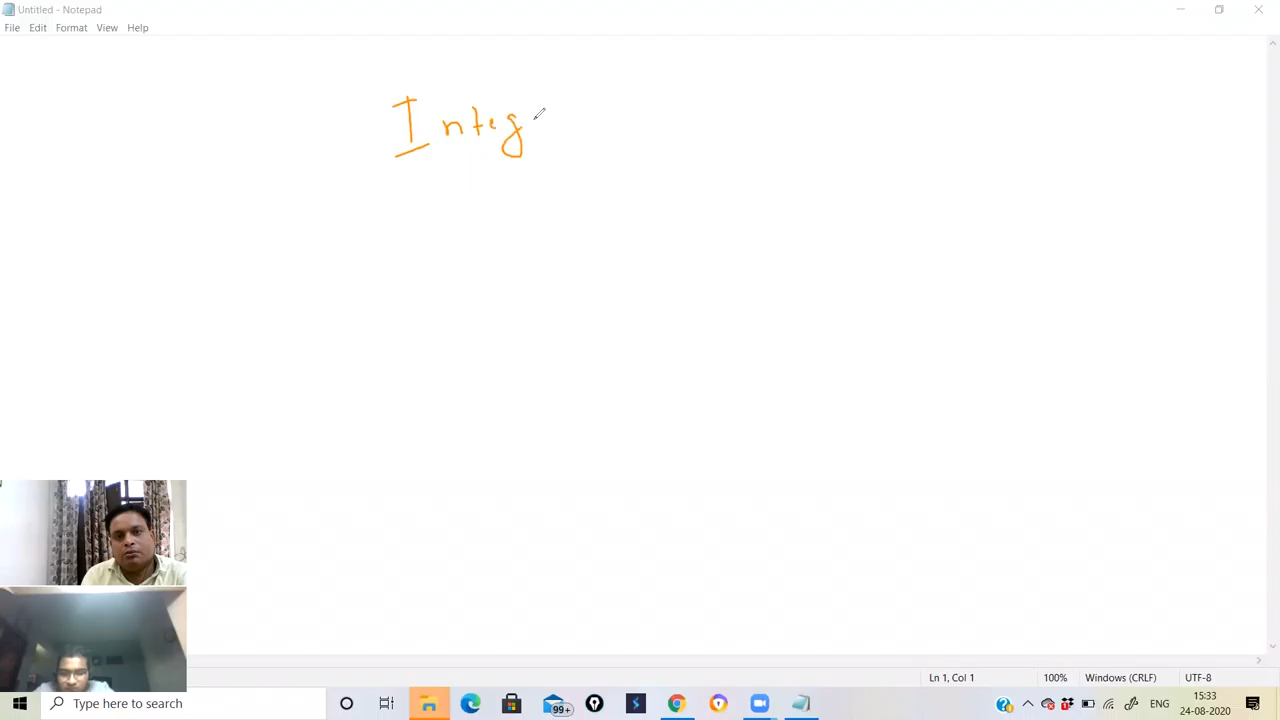 Untitled - Notepad
File Edit Format View Help
Integ
Ln 1, Col 1 100% Windows (CRLF) UTF-8
Type here to search
99+
ENG
15:33
24-08-2020